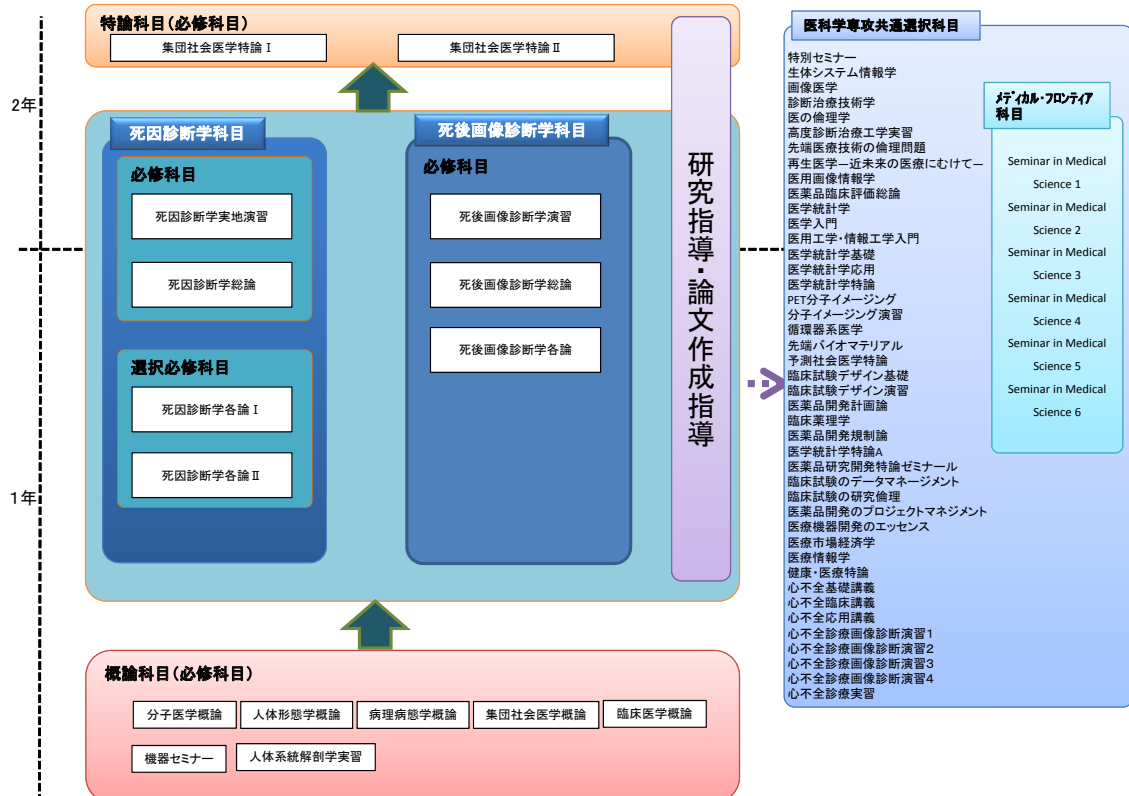 特論科目(必修科目)
集団社会医学特論Ⅰ
集団社会医学特論Ⅱ
2年
1年
死因診断学科目
必修科目
死因診断学実地演習
死因診断学総論
選択必修科目
死因診断学各論Ⅰ
死因診断学各論Ⅱ
死後画像診断学科目
必修科目
死後画像診断学演習
死後画像診断学総論
死後画像診断学各論
研究指導・論文作成指導
概論科目(必修科目)
分子医学概論
人体形態学概論
病理病態学概論
集団社会医学概論
臨床医学概論
機器セミナー
人体系統解剖学実習
医科学専攻共通選択科目
特別セミナー
生体システム情報学
画像医学
診断治療技術学
医の倫理学
高度診断治療工学実習
先端医療技術の倫理問題
再生医学―近未来の医療にむけて―
医用画像情報学
医薬品臨床評価総論
医学統計学
医学入門
医用工学・情報工学入門
医学統計学基礎
医学統計学応用
医学統計学特論
PET分子イメージング
分子イメージング演習
循環器系医学
先端バイオマテリアル
予測社会医学特論
臨床試験デザイン基礎
臨床試験デザイン演習
医薬品開発計画論
臨床薬理学
医薬品開発規制論
医学統計学特論A
医薬品研究開発特論ゼミナール
臨床試験のデータマネージメント
臨床試験の研究倫理
医薬品開発のプロジェクトマネジメント
医療機器開発のエッセンス
医療市場経済学
医療情報学
健康・医療特論
心不全基礎講義
心不全臨床講義
心不全応用講義
心不全診療画像診断演習1
心不全診療画像診断演習2
心不全診療画像診断演習3
心不全診療画像診断演習4
心不全診療実習
メディカル・フロンティア
科目
Seminar in Medical
Science 1
Seminar in Medical
Science 2
Seminar in Medical
Science 3
Seminar in Medical
Science 4
Seminar in Medical
Science 5
Seminar in Medical
Science 6